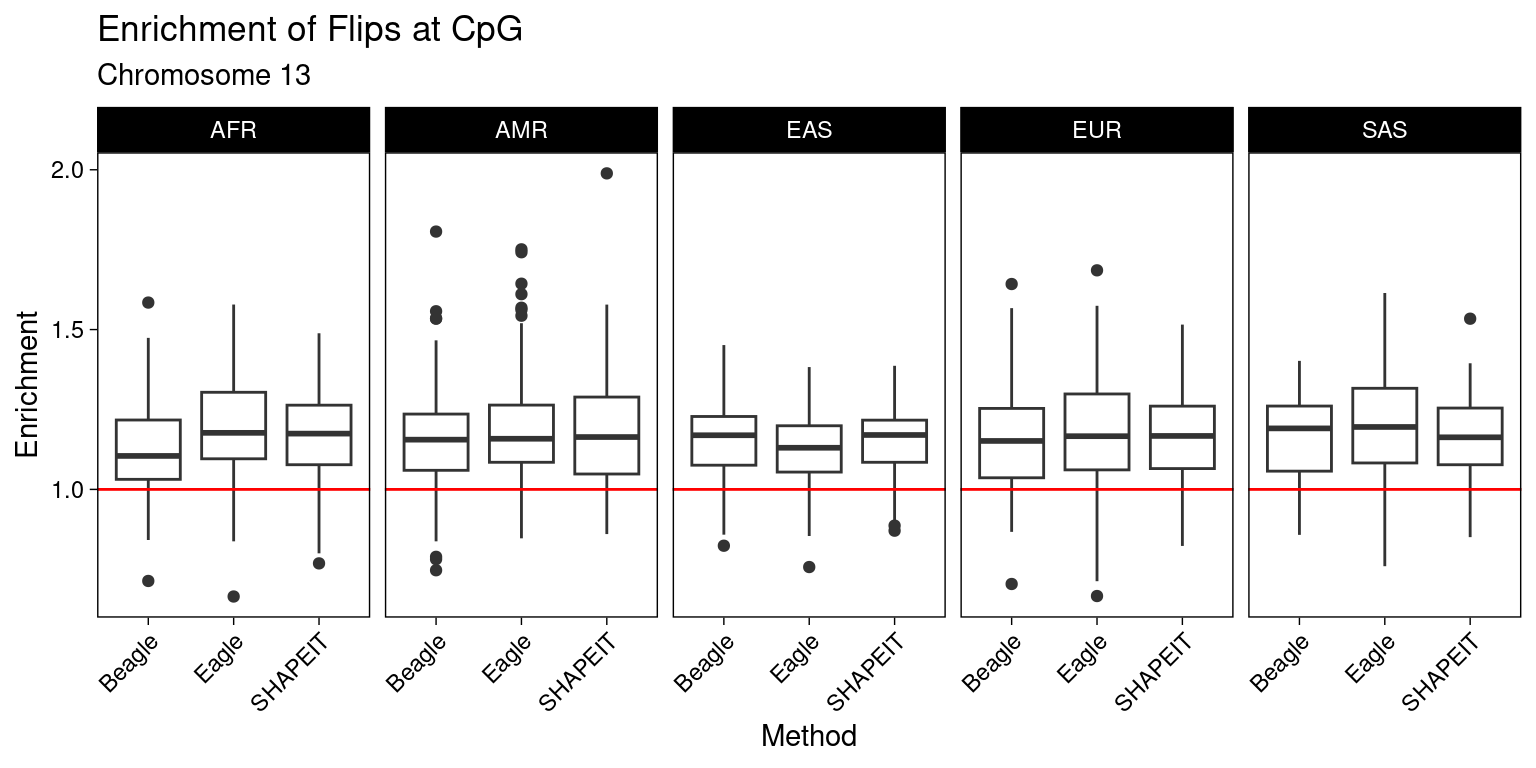 Enrichment of Flips at CpG
Chromosome 13
AFR AMR EAS EUR SAS
2.0
1.5
1.0
Enrichment
Beagle Eagle SHAPEIT Beagle Eagle SHAPEIT Beagle Eagle SHAPEIT Beagle Eagle SHAPEIT Beagle Eagle SHAPEIT
Method